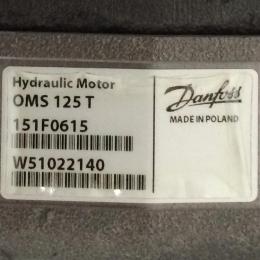 Hydraulic Motor
OMS 125 T
Danfoss
MADE IN POLAND
151F0615
W51022140